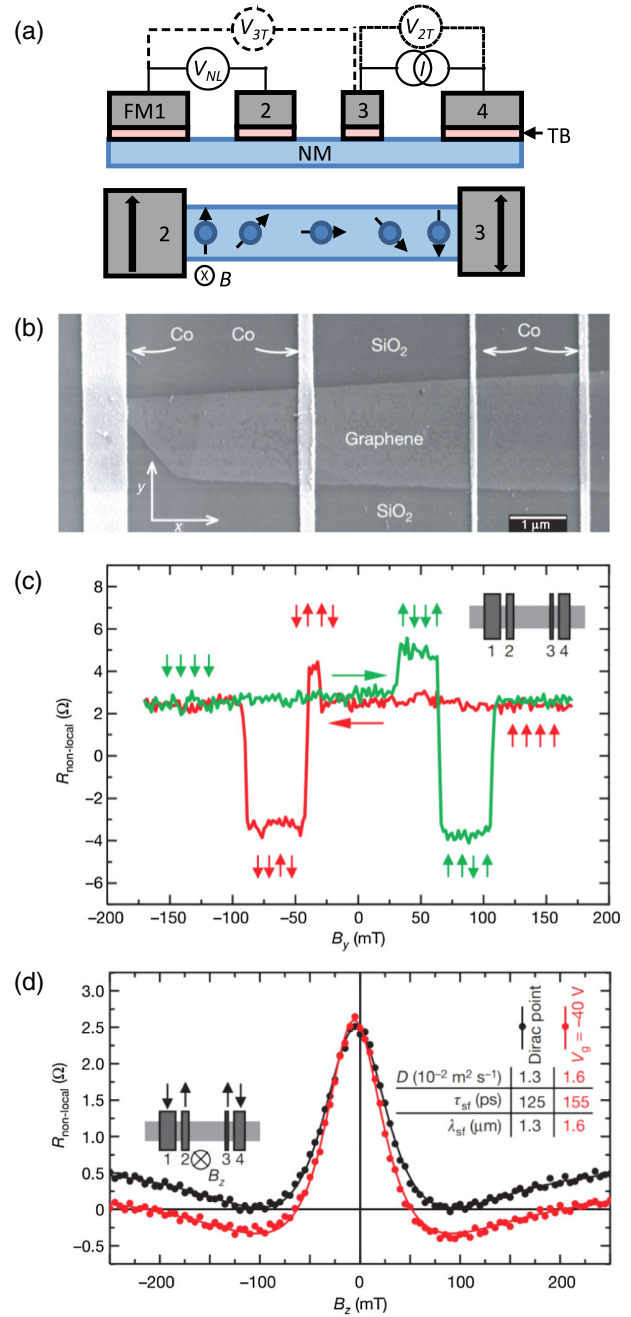 (a)
V3T
V2T
VNL
I
FM1
2
3
4
TB
NM
2
3
B
(b)
Co
Co
SiO2
Co
Graphene
y
x
SiO2
1 μm
(c)
8
6
4
2
0
−2
−4
−6
Rnon-local (Ω)
1 2 3 4
−200 −150 −100 −50 0 50 100 150 200
By (mT)
(d)
3.0
2.5
2.0
1.5
1.0
0.5
0
−0.5
Rnon-local (Ω)
Dirac point
Vg = −40 V
D (10−2 m2 s−1) 1.3 1.6
τsf (ps) 125 155
λsf (μm) 1.3 1.6
1 2 3 4
Bz
−200 −100 0 100 200
Bz (mT)